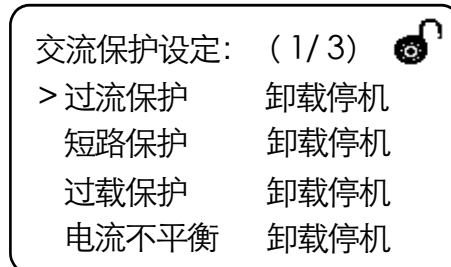 交流保护设定: (1/3)
>过流保护 卸载停机
短路保护 卸载停机
过载保护 卸载停机
电流不平衡 卸载停机